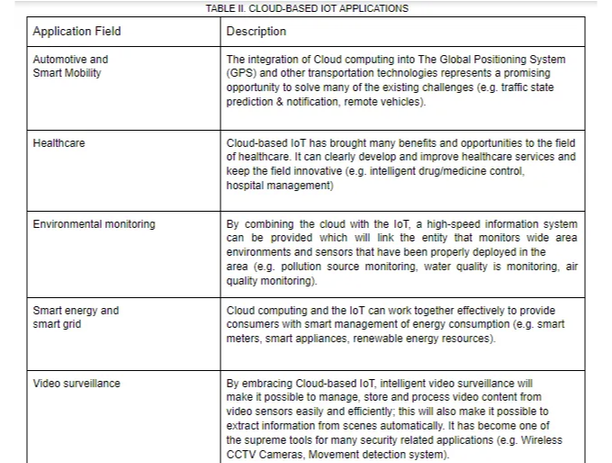 TABLE II. CLOUD-BASED IOT APPLICATIONS
Application Field
Description
Automotive and
Smart Mobility
The integration of Cloud computing into The Global Positioning System
(GPS) and other transportation technologies represents a promising
opportunity to solve many of the existing challenges (e.g. traffic state
prediction & notification, remote vehicles).
Healthcare
Cloud-based IoT has brought many benefits and opportunities to the field
of healthcare. It can clearly develop and improve healthcare services and
keep the field innovative (e.g. intelligent drug/medicine control,
hospital management)
Environmental monitoring
By combining the cloud with the IoT, a high-speed information system
can be provided which will link the entity that monitors wide area
environments and sensors that have been properly deployed in the
area (e.g. pollution source monitoring, water quality is monitoring, air
quality monitoring).
Smart energy and
smart grid
Cloud computing and the IoT can work together effectively to provide
consumers with smart management of energy consumption (e.g. smart
meters, smart appliances, renewable energy resources).
Video surveillance
By embracing Cloud-based IoT, intelligent video surveillance will
make it possible to manage, store and process video content from
video sensors easily and efficiently; this will also make it possible to
extract information from scenes automatically. It has become one of
the supreme tools for many security related applications (e.g. Wireless
CCTV Cameras, Movement detection system).